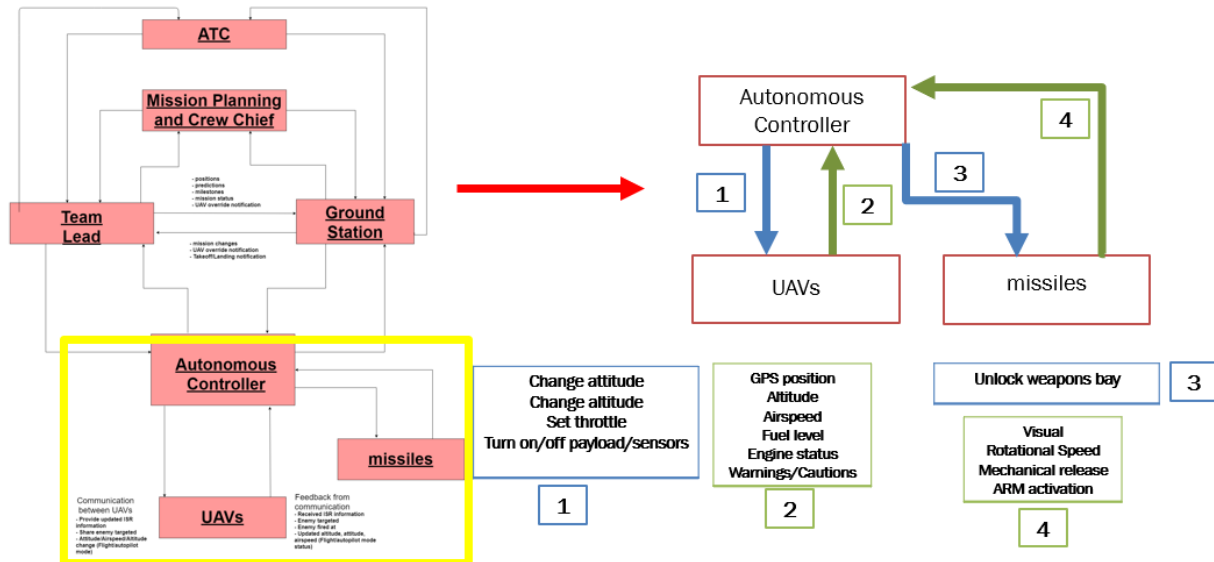 ATC
Mission Planning
and Crew Chief
- positions
- predictions
- milestones
- mission status
- UAV override notification
Team
Lead
Ground
Station
- mission changes
- UAV override notification
- Takeoff/Landing notification
Autonomous
Controller
missiles
UAVs
Communication
between UAVs
- Provide updated ISR
information
- Share enemy targeted
- Attitude/Airspeed/Altitude
change (Flight/autopilot
mode)
Feedback from
communication
- Received ISR information
- Enemy targeted
- Enemy fired at
- Updated altitude, attitude,
airspeed (Flight/autopilot mode
status)
Autonomous
Controller
1
2
3
4
UAVs
missiles
Change attitude
Change altitude
Set throttle
Turn on/off payload/sensors
1
GPS position
Altitude
Airspeed
Fuel level
Engine status
Warnings/Cautions
2
Unlock weapons bay
3
Visual
Rotational Speed
Mechanical release
ARM activation
4